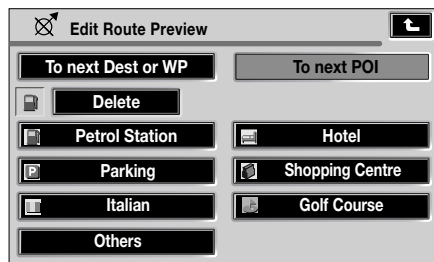 Edit Route Preview
To next Dest or WP To next POI
Delete
Petrol Station Hotel
P Parking Shopping Centre
Italian Golf Course
Others